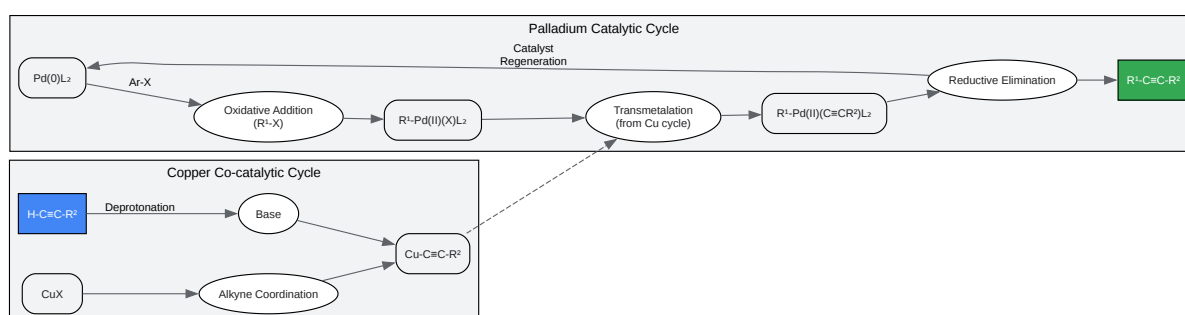 Palladium Catalytic Cycle
Catalyst
Regeneration
Pd(0)L₂
Ar-X
Oxidative Addition
(R¹-X)
R¹-Pd(II)(X)L₂
Transmetalation
(from Cu cycle)
R¹-Pd(II)(C≡CR²)L₂
Reductive Elimination
R¹-C≡C-R²
Copper Co-catalytic Cycle
H-C≡C-R²
Deprotonation
Base
Cu-C≡C-R²
CuX
Alkyne Coordination